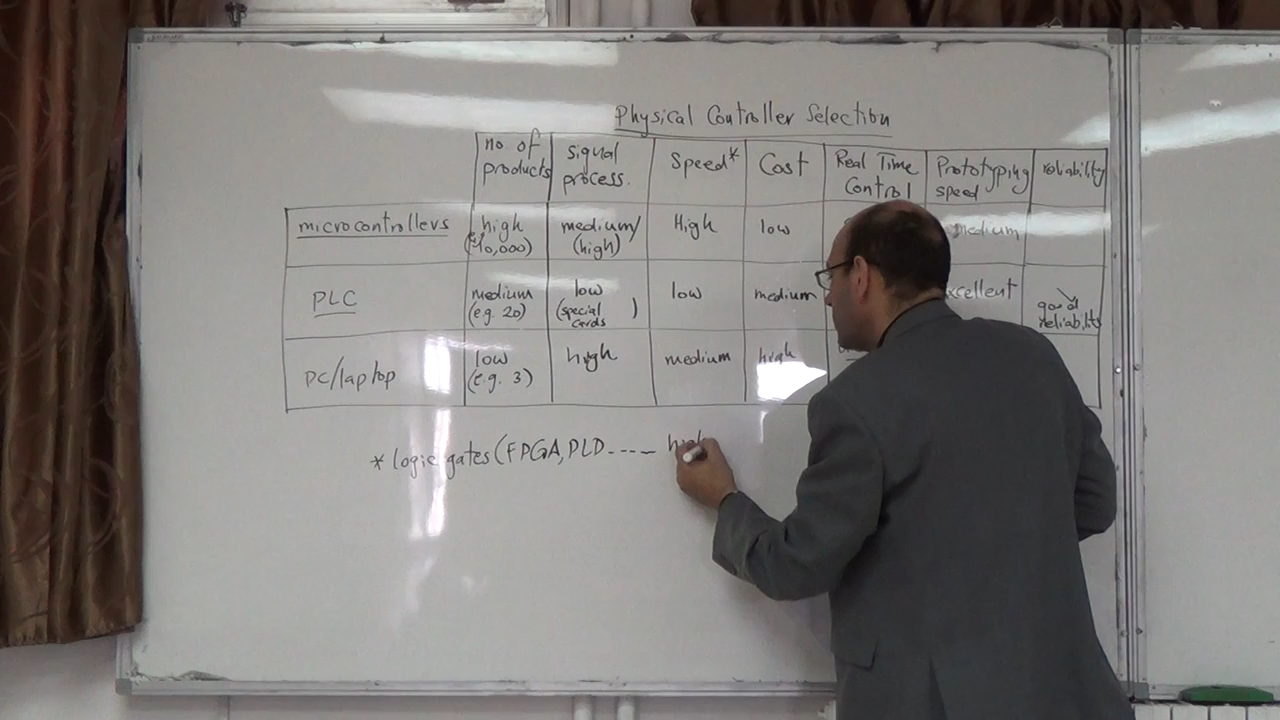 Physical Controller Selection
no of products signal process. Speed* Cost Real Time Control Prototyping speed reliability
microcontrollers high (10,000) medium/ (high) High low medium
PLC medium (e.g. 20) low (special cards) low medium excellent good reliability
PC/laptop low (e.g. 3) high medium high
* logic gates (FPGA, PLD ----